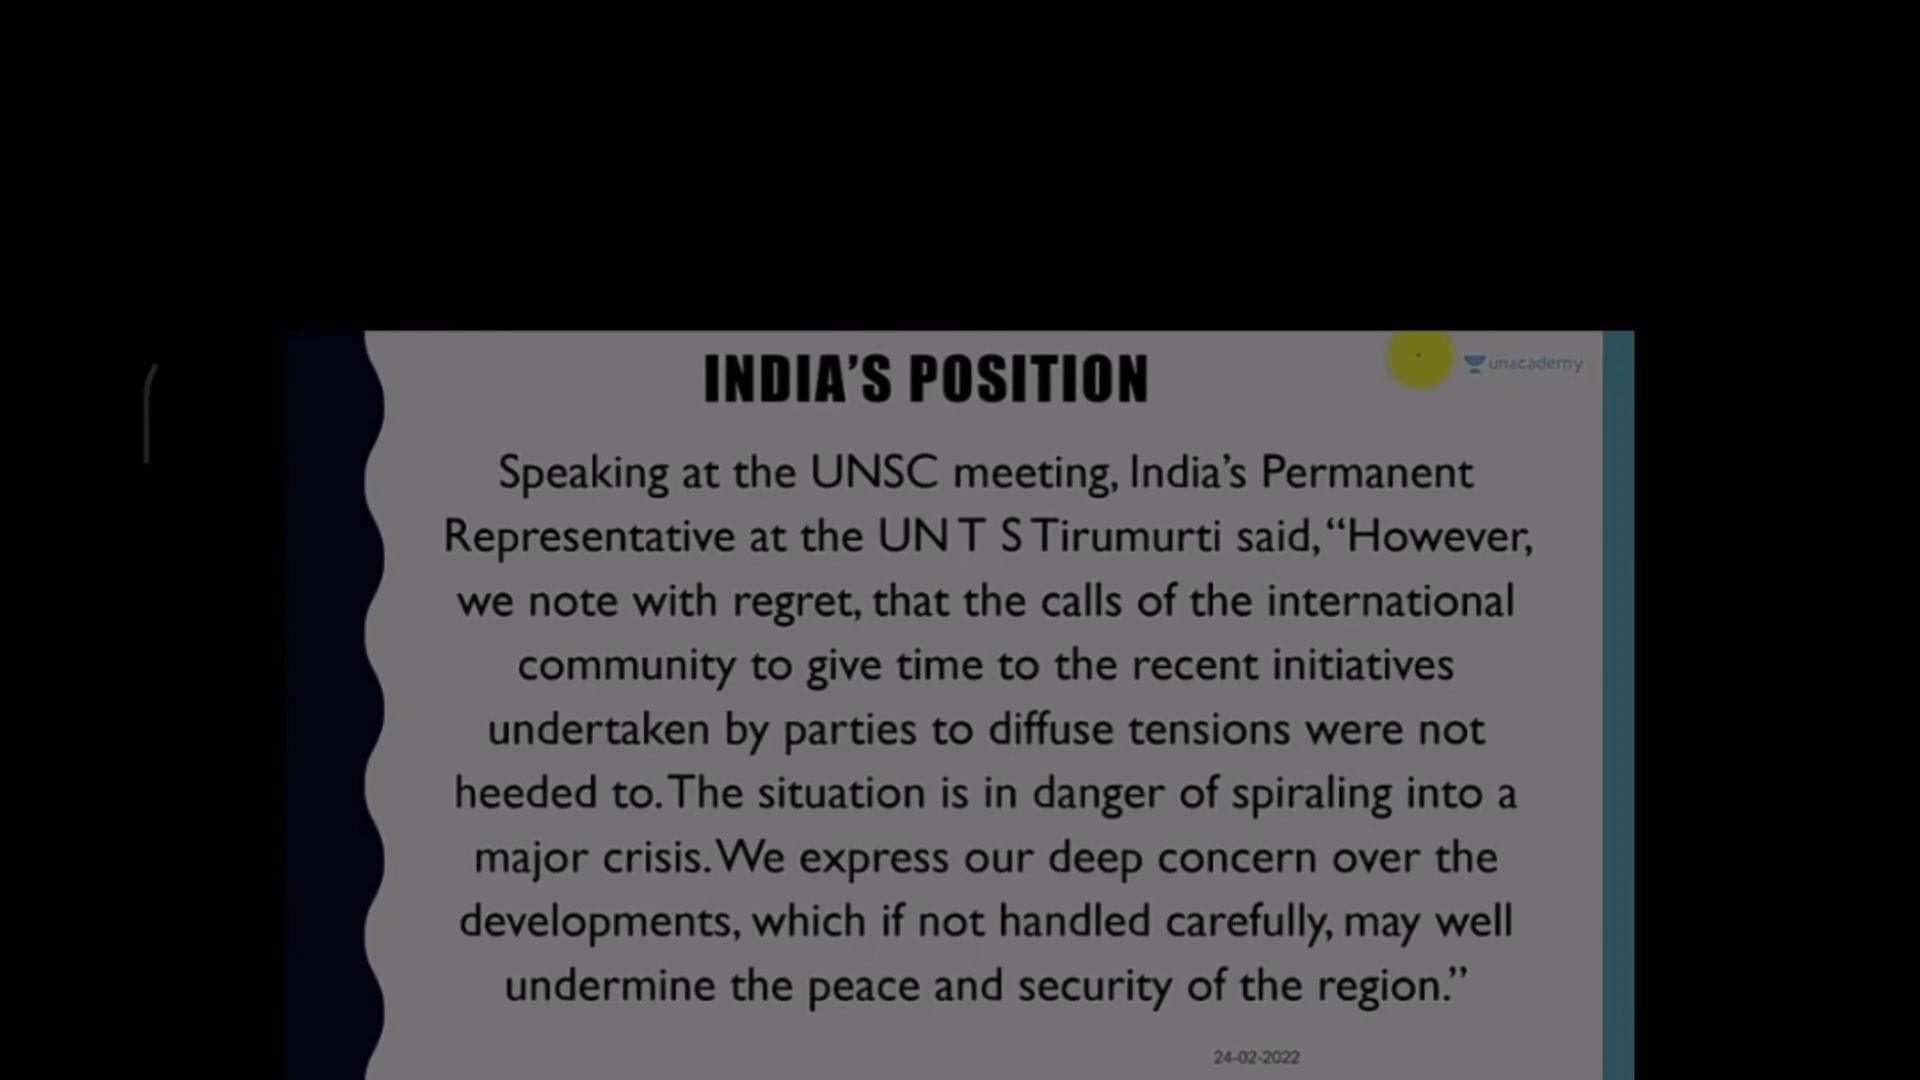 INDIA'S POSITION
unacademy
Speaking at the UNSC meeting, India's Permanent
Representative at the UN T S Tirumurti said, “However,
we note with regret, that the calls of the international
community to give time to the recent initiatives
undertaken by parties to diffuse tensions were not
heeded to. The situation is in danger of spiraling into a
major crisis. We express our deep concern over the
developments, which if not handled carefully, may well
undermine the peace and security of the region.”
24-02-2022